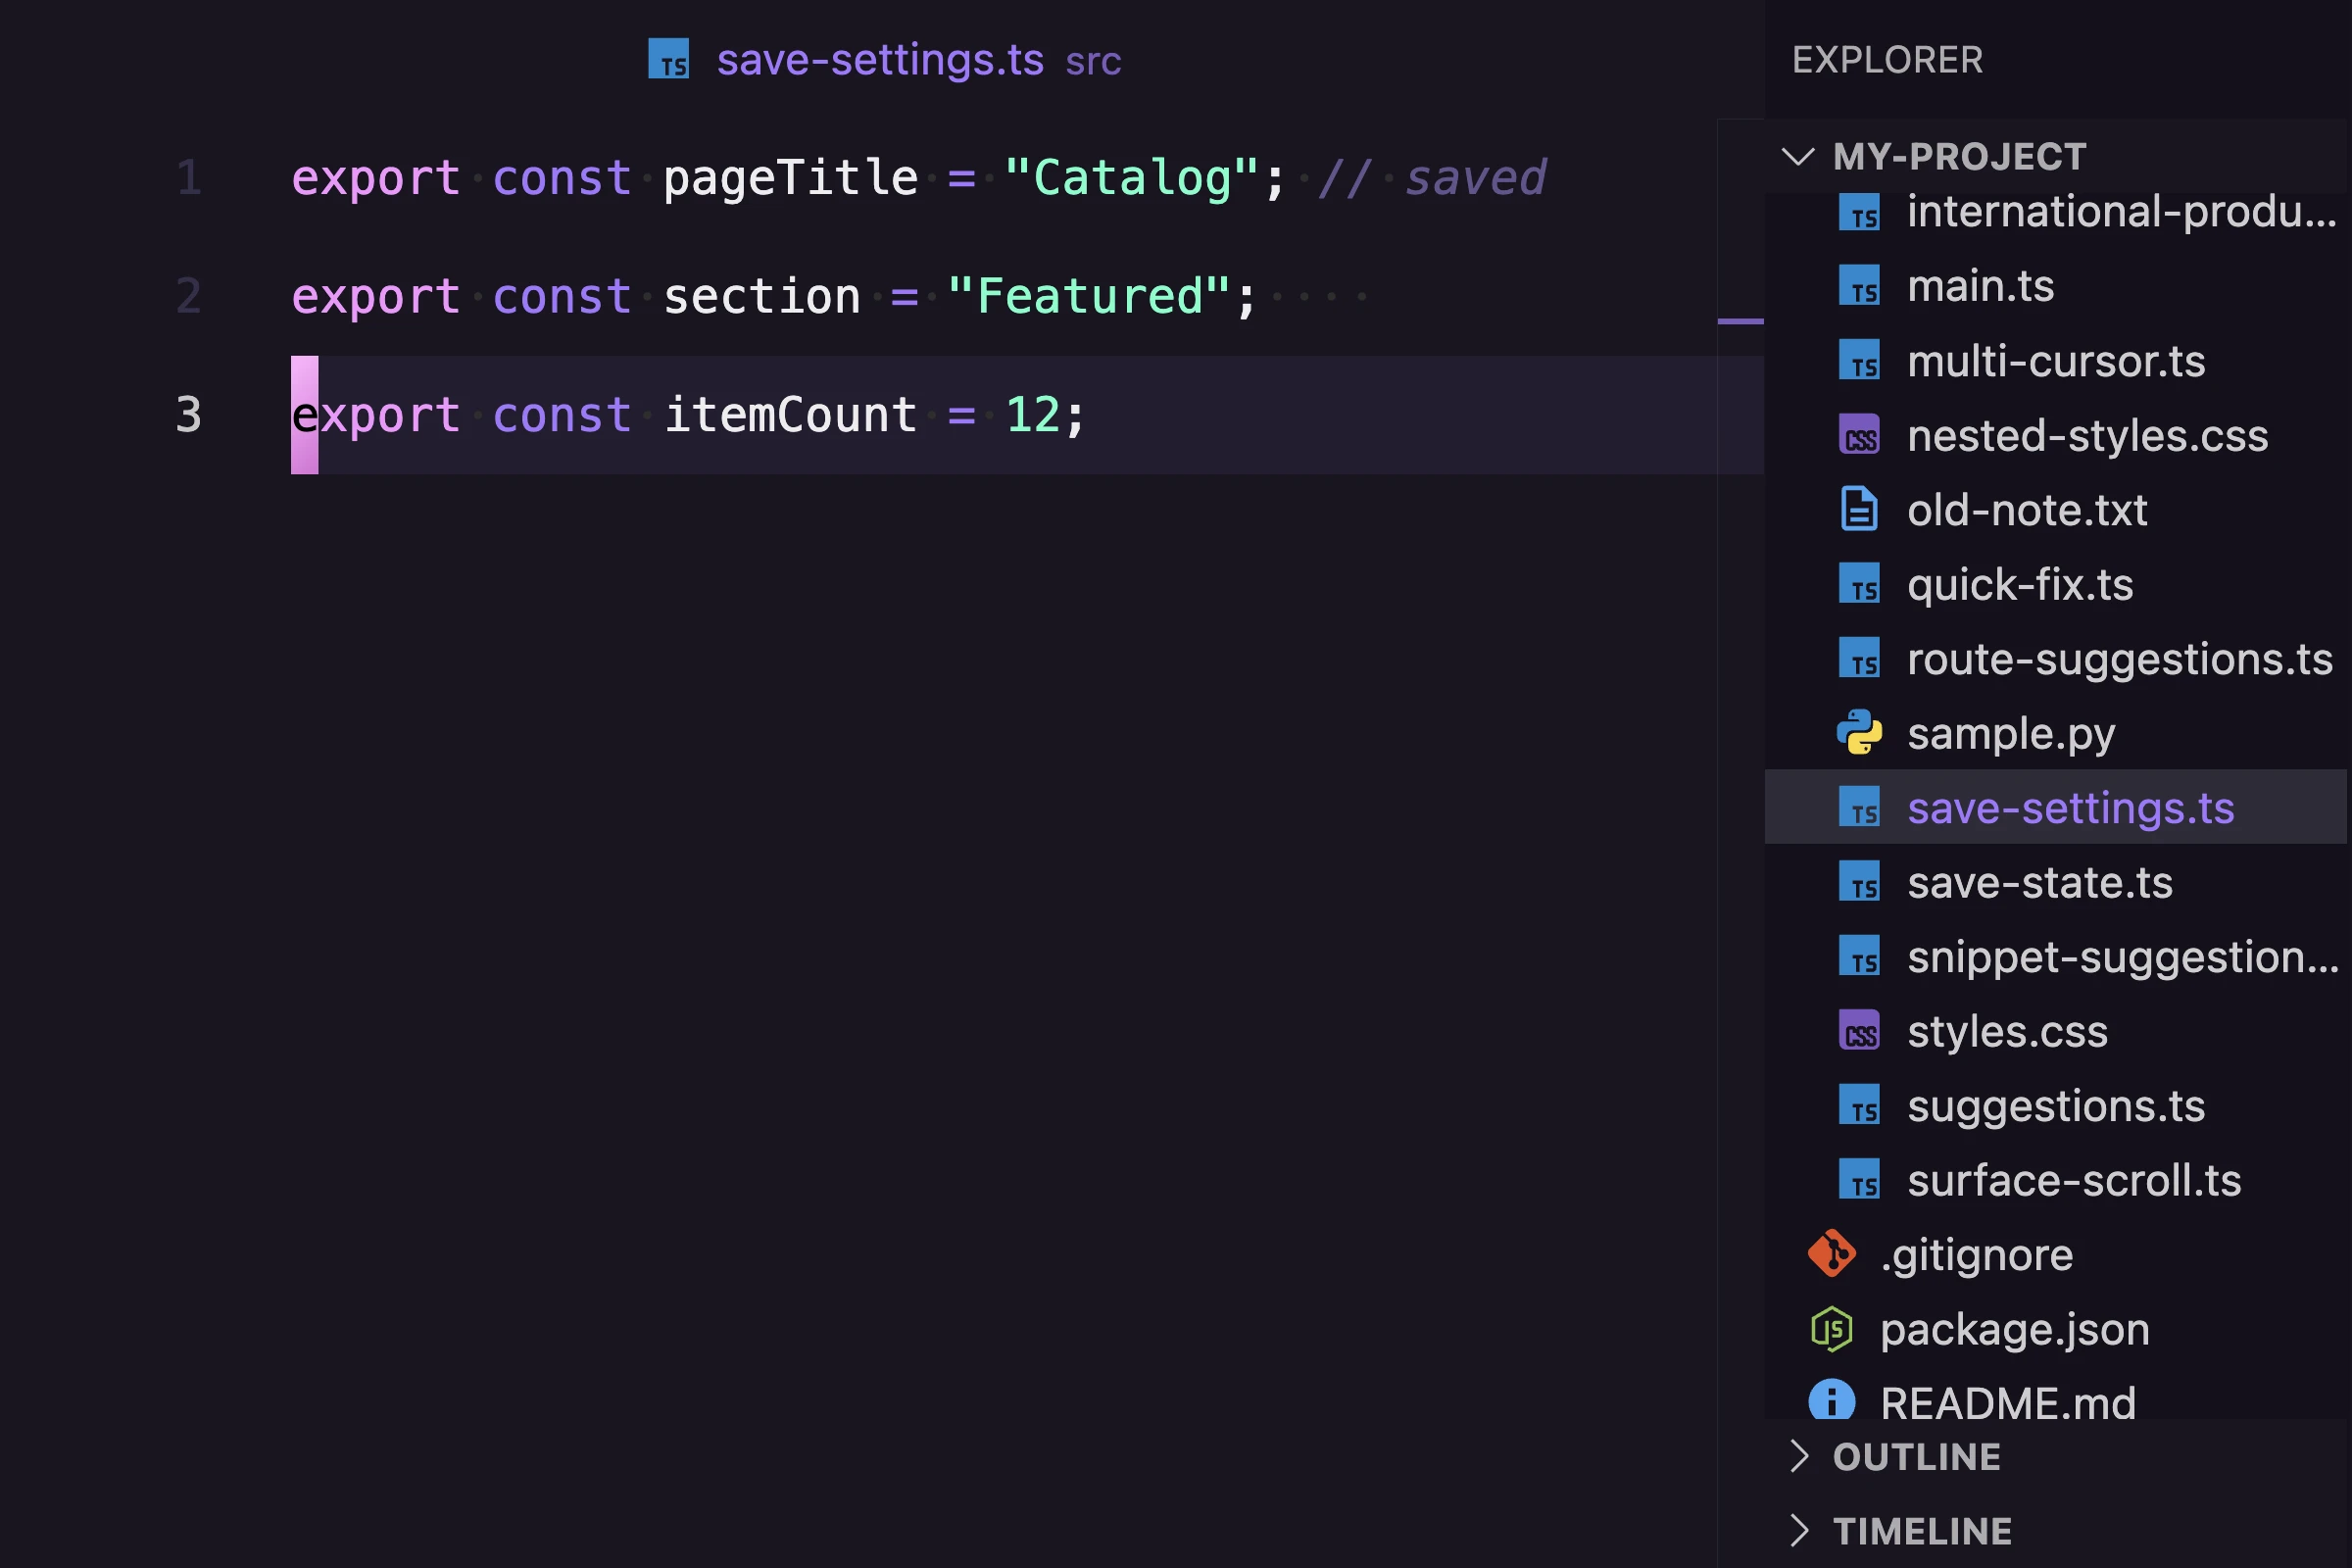 save-settings.ts src
1 export const pageTitle = "Catalog"; // saved
2 export const section = "Featured";
3 export const itemCount = 12;
EXPLORER
MY-PROJECT
international-produ...
main.ts
multi-cursor.ts
nested-styles.css
old-note.txt
quick-fix.ts
route-suggestions.ts
sample.py
save-settings.ts
save-state.ts
snippet-suggestion...
styles.css
suggestions.ts
surface-scroll.ts
.gitignore
package.json
README.md
OUTLINE
TIMELINE